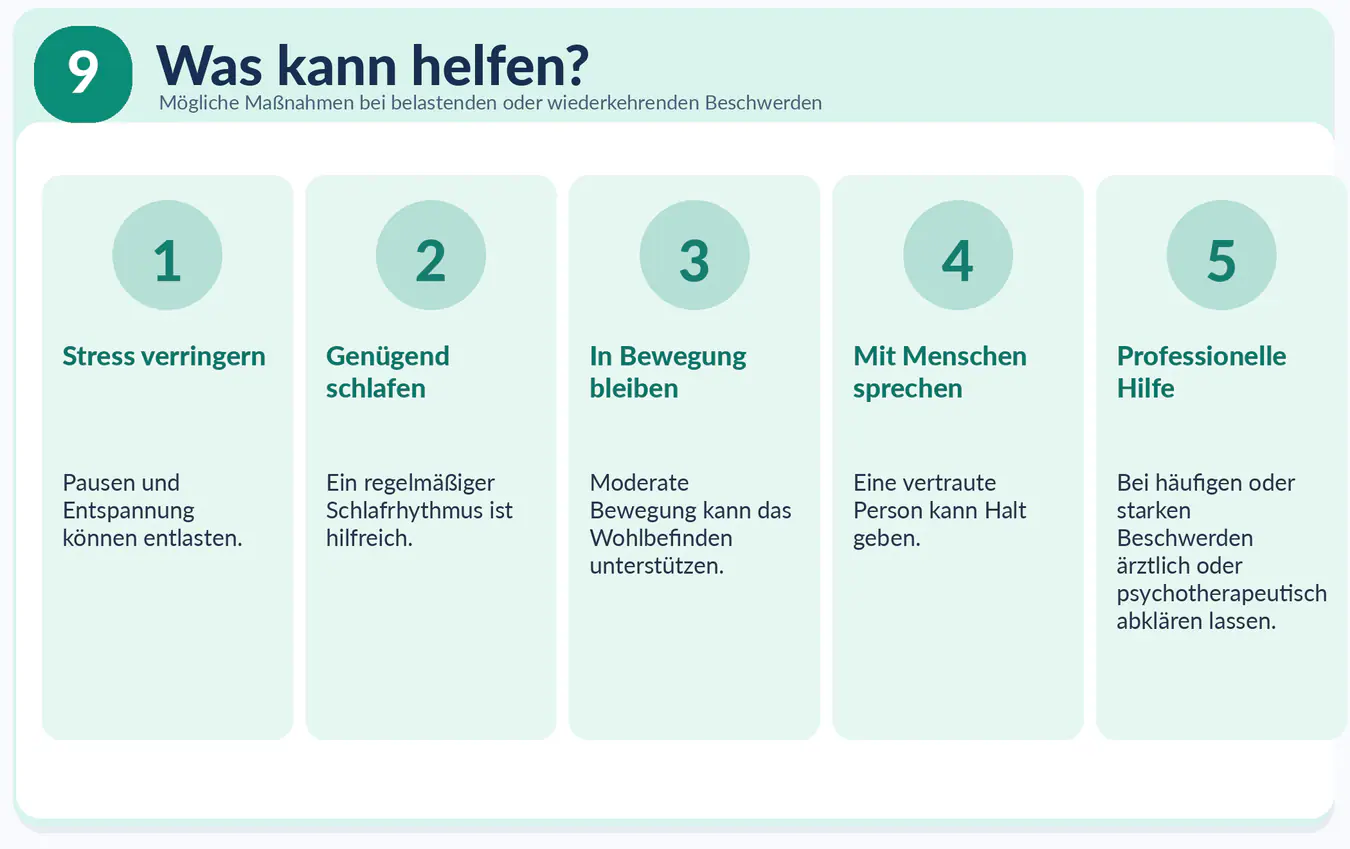 9
Was kann helfen?
Mögliche Maßnahmen bei belastenden oder wiederkehrenden Beschwerden
1
Stress verringern
Pausen und
Entspannung
können entlasten.
2
Genügend
schlafen
Ein regelmäßiger
Schlafrhythmus ist
hilfreich.
3
In Bewegung
bleiben
Moderate
Bewegung kann das
Wohlbefinden
unterstützen.
4
Mit Menschen
sprechen
Eine vertraute
Person kann Halt
geben.
5
Professionelle
Hilfe
Bei häufigen oder
starken
Beschwerden
ärztlich oder
psychotherapeutisch
abklären lassen.